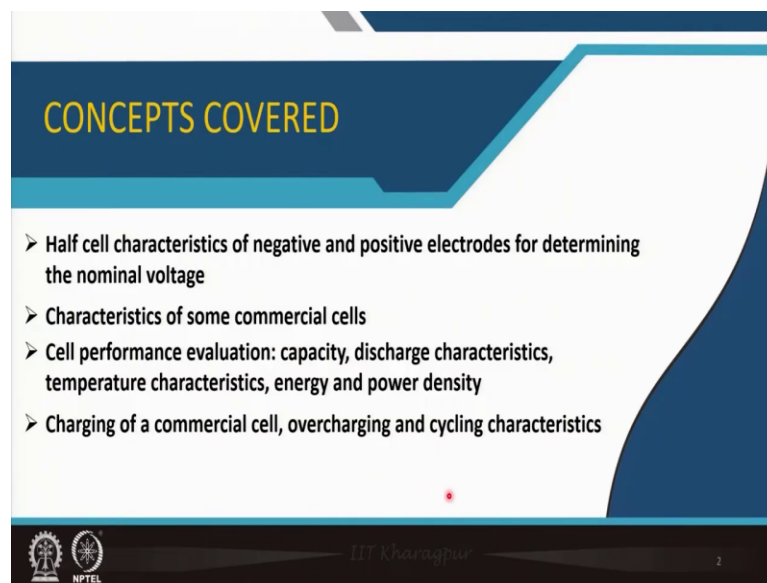 CONCEPTS COVERED
➢ Half cell characteristics of negative and positive electrodes for determining
the nominal voltage
➢ Characteristics of some commercial cells
➢ Cell performance evaluation: capacity, discharge characteristics,
temperature characteristics, energy and power density
➢ Charging of a commercial cell, overcharging and cycling characteristics
NPTEL
IIT Kharagpur
2